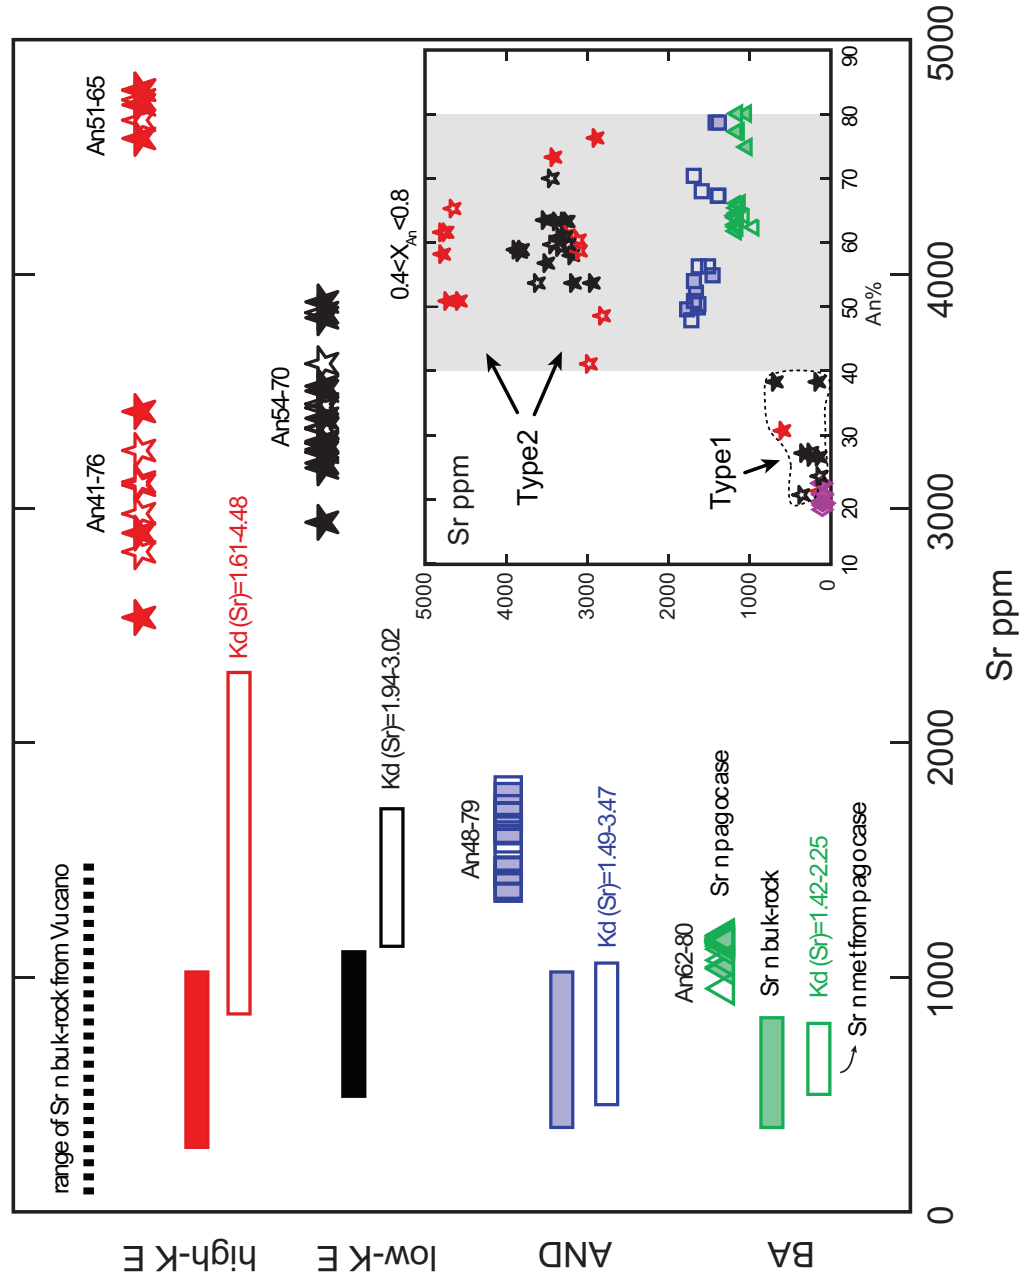 range of Sr n buk-rock from Vucano
An41-76
An51-65
Kd (Sr)=1.61-4.48
high-K E
An54-70
Kd (Sr)=1.94-3.02
low-K E
An48-79
Kd (Sr)=1.49-3.47
AND
An62-80
Sr n pagocase
Sr n buk-rock
Kd (Sr)=1.42-2.25
Sr n met from pagocase
BA
0
1000
2000
3000
4000
5000
Sr ppm
0.4<XAn<0.8
Sr ppm
Type2
Type1
5000
4000
3000
2000
1000
0
10
20
30
40
50
60
70
80
90
An%